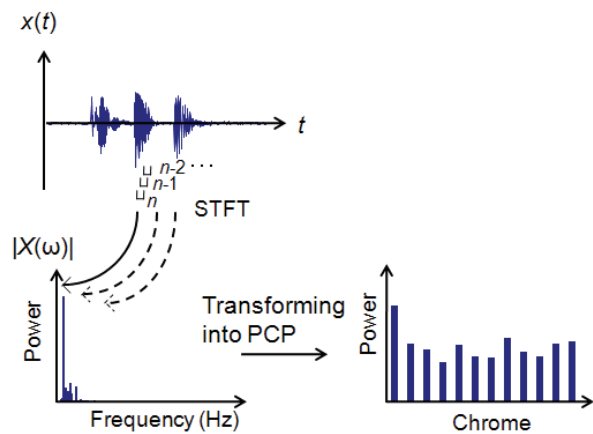 x(t)
t
n-2 ···
n-1
n
STFT
|X(ω)|
Power
Frequency (Hz)
Transforming
into PCP
Power
Chrome